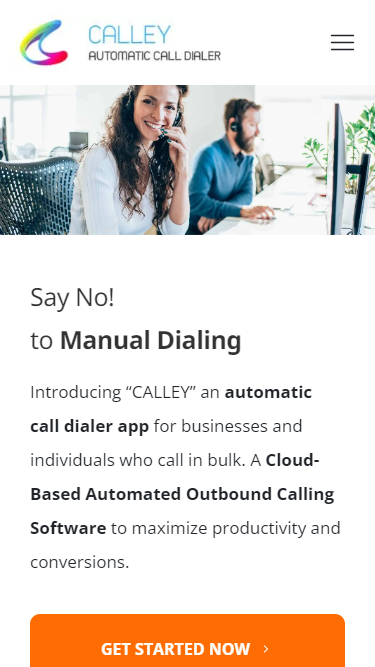 CALLEY
AUTOMATIC CALL DIALER
Say No!
to Manual Dialing
Introducing “CALLEY” an automatic
call dialer app for businesses and
individuals who call in bulk. A Cloud-
Based Automated Outbound Calling
Software to maximize productivity and
conversions.
GET STARTED NOW